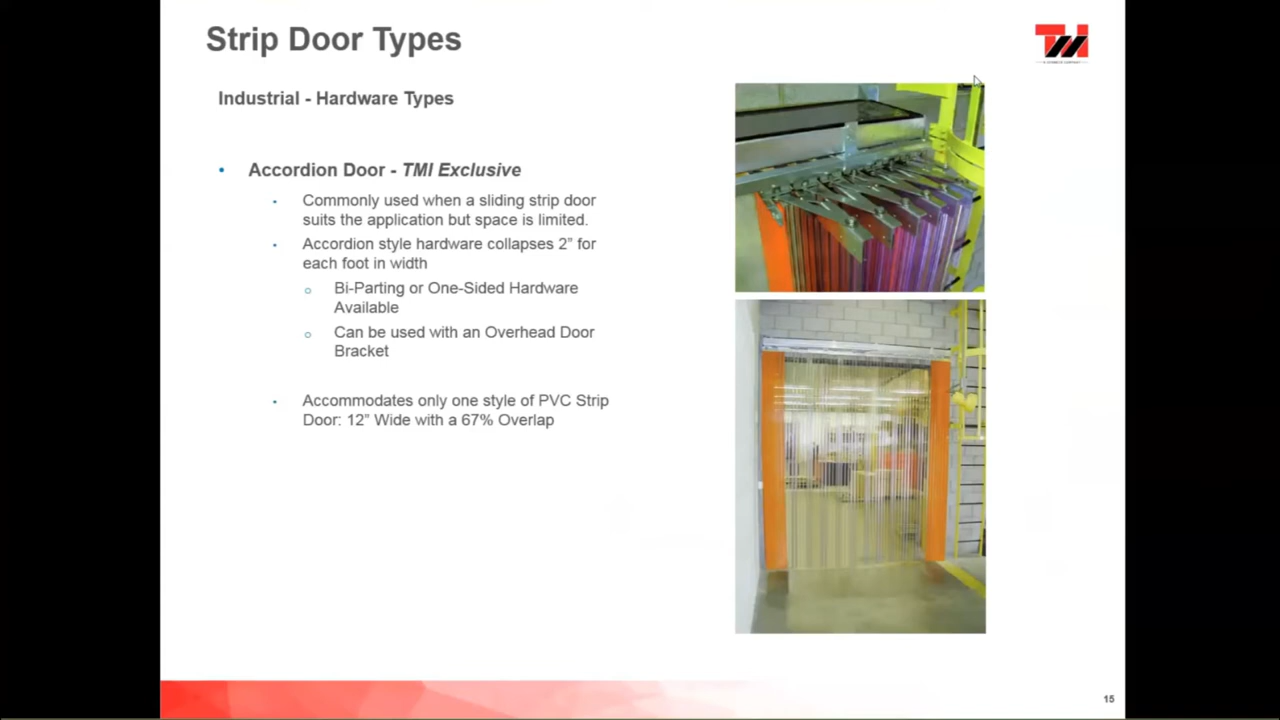 Strip Door Types
TMI
Industrial - Hardware Types
• Accordion Door - TMI Exclusive
• Commonly used when a sliding strip door
suits the application but space is limited.
• Accordion style hardware collapses 2” for
each foot in width
o Bi-Parting or One-Sided Hardware
Available
o Can be used with an Overhead Door
Bracket
• Accommodates only one style of PVC Strip
Door: 12” Wide with a 67% Overlap
15